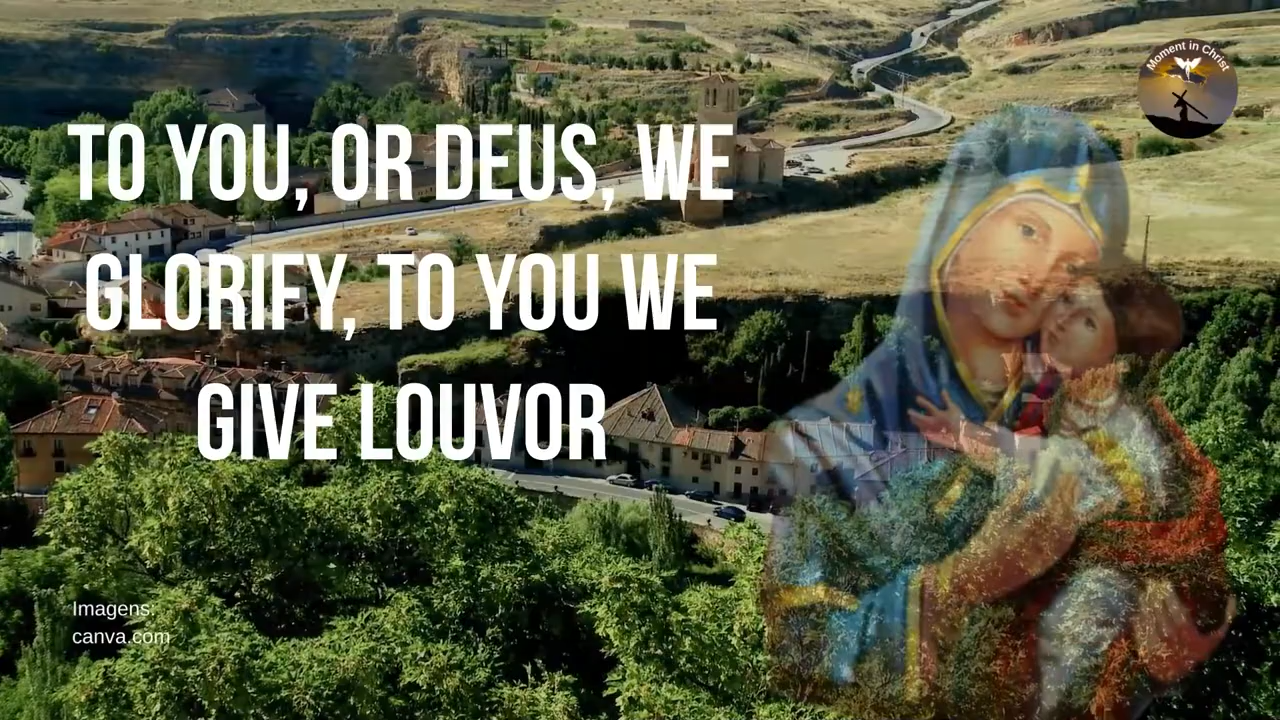 Moment in Christ
TO YOU, OR DEUS, WE
GLORIFY, TO YOU WE
GIVE LOUVOR
Imagens:
canva.com